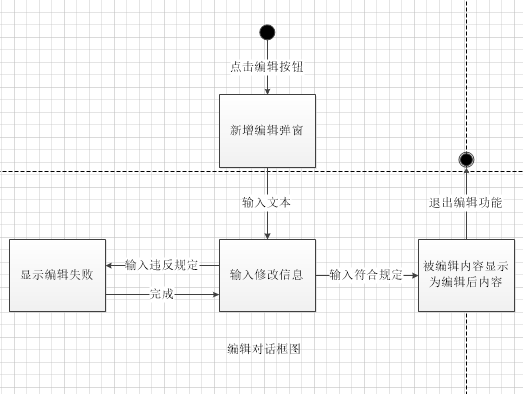 点击编辑按钮
新增编辑弹窗
输入文本
退出编辑功能
显示编辑失败
输入违反规定
完成
输入修改信息
输入符合规定
被编辑内容显示
为编辑后内容
编辑对话框图